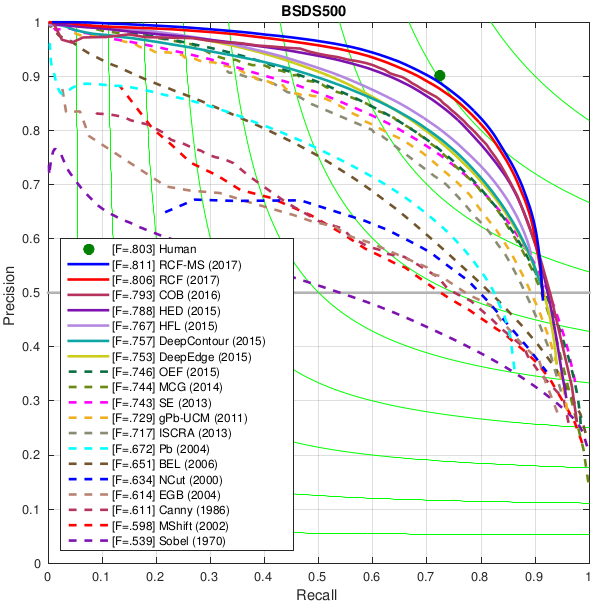 BSDS500
1
0.9
0.8
0.7
0.6
0.5
0.4
0.3
0.2
0.1
0
Precision
[F=.803] Human
[F=.811] RCF-MS (2017)
[F=.806] RCF (2017)
[F=.793] COB (2016)
[F=.788] HED (2015)
[F=.767] HFL (2015)
[F=.757] DeepContour (2015)
[F=.753] DeepEdge (2015)
[F=.746] OEF (2015)
[F=.744] MCG (2014)
[F=.743] SE (2013)
[F=.729] gPb-UCM (2011)
[F=.717] ISCRA (2013)
[F=.672] Pb (2004)
[F=.651] BEL (2006)
[F=.634] NCut (2000)
[F=.614] EGB (2004)
[F=.611] Canny (1986)
[F=.598] MShift (2002)
[F=.539] Sobel (1970)
0 0.1 0.2 0.3 0.4 0.5 0.6 0.7 0.8 0.9 1
Recall